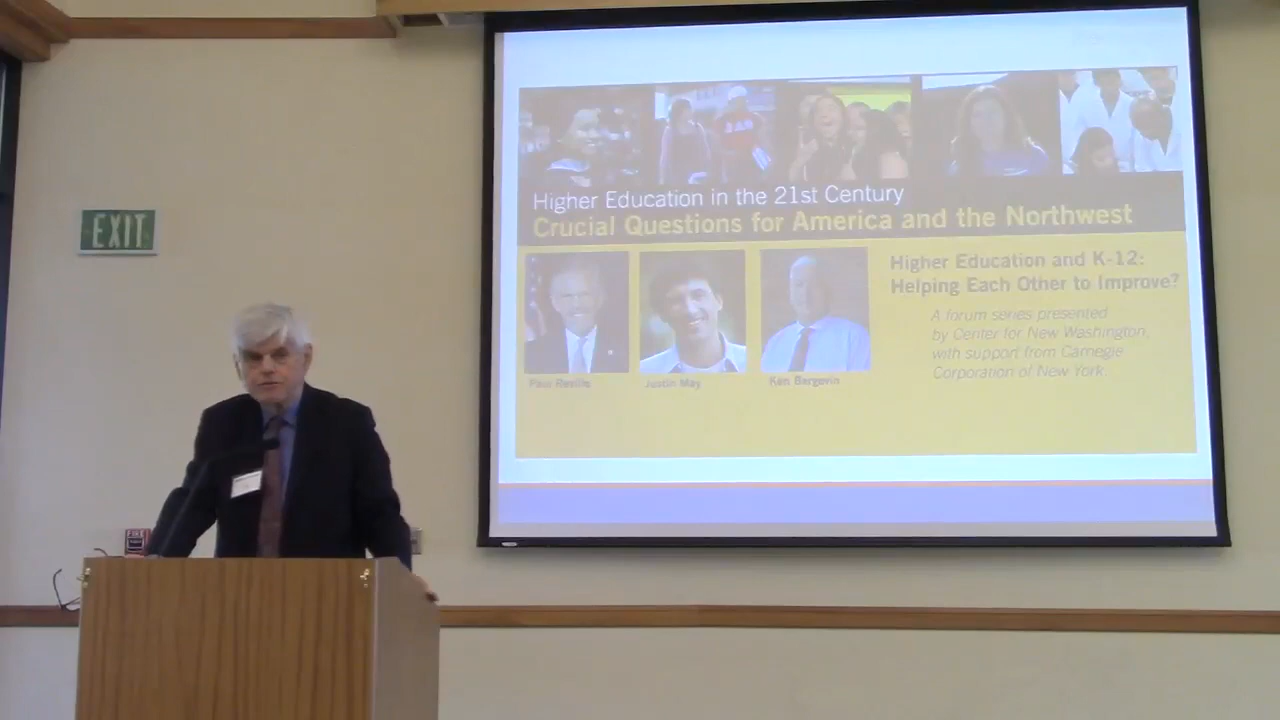 EXIT
Higher Education in the 21st Century
Crucial Questions for America and the Northwest
Higher Education and K-12:
Helping Each Other to Improve?
A forum series presented
by Center for New Washington,
with support from Carnegie
Corporation of New York.
Paul Reville
Justin May
Ken Bergevin
FIRE